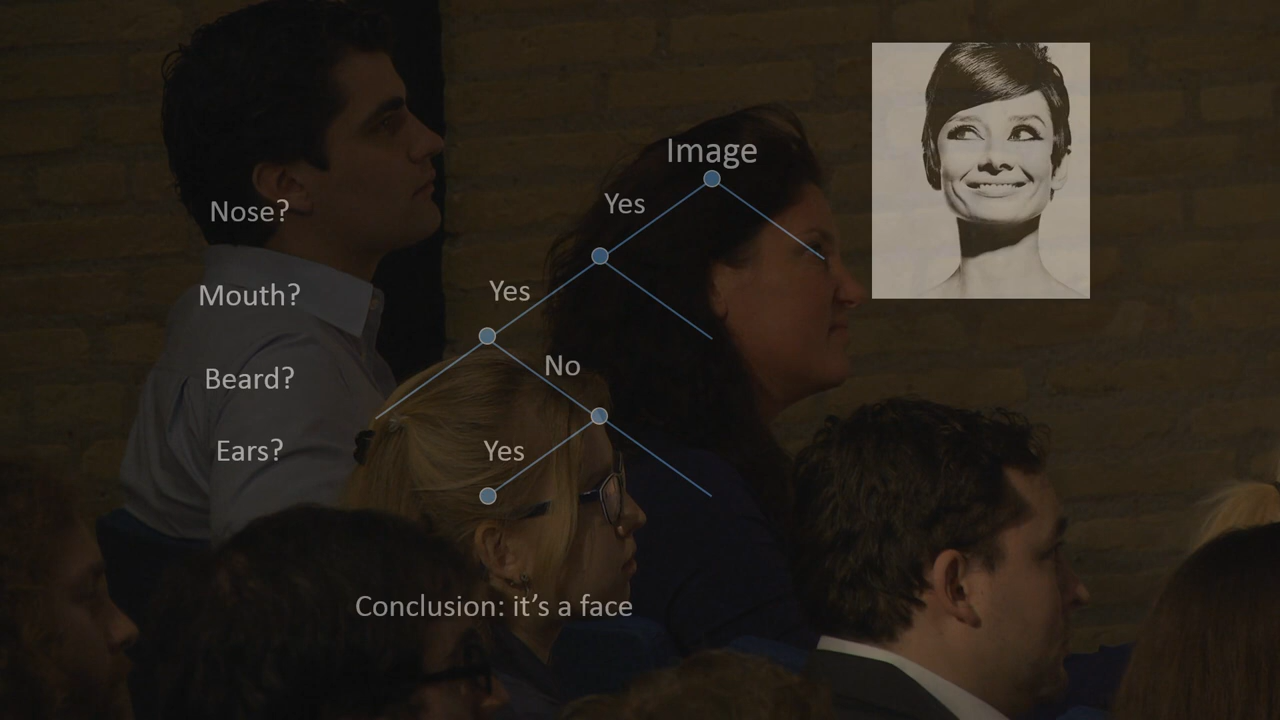 Image
Yes
Nose?
Yes
Mouth?
No
Beard?
Yes
Ears?
Conclusion: it's a face